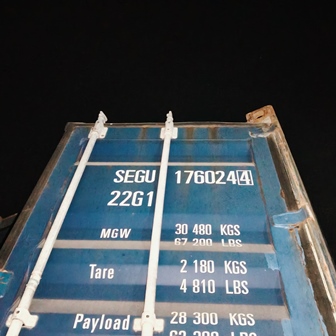 SEGU 176024 4
22G1
MGW 30 480 KGS
67 200 LBS
Tare 2 180 KGS
4 810 LBS
Payload 28 300 KGS
LBS